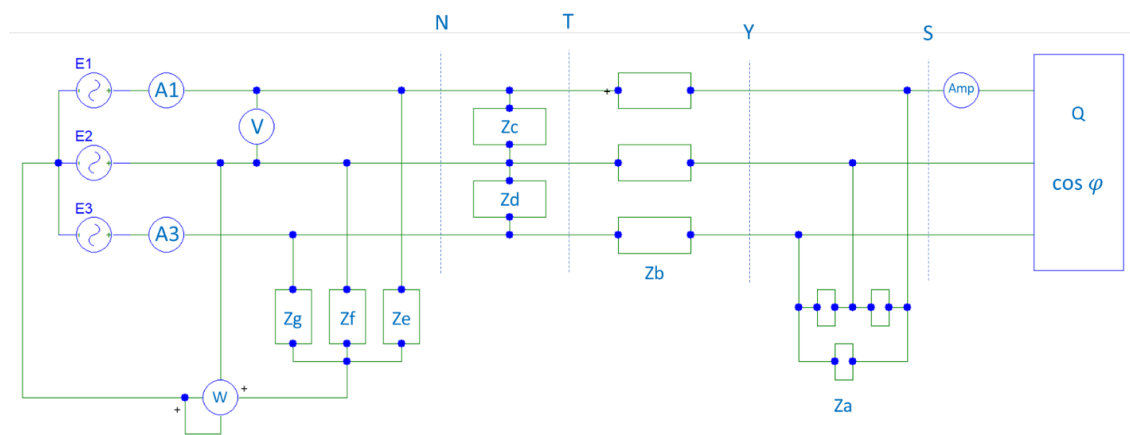 N
T
Y
S
E1
A1
V
E2
E3
A3
Zc
Zd
+
Zb
Amp
Q
cos φ
Zg
Zf
Ze
W
+
+
Za